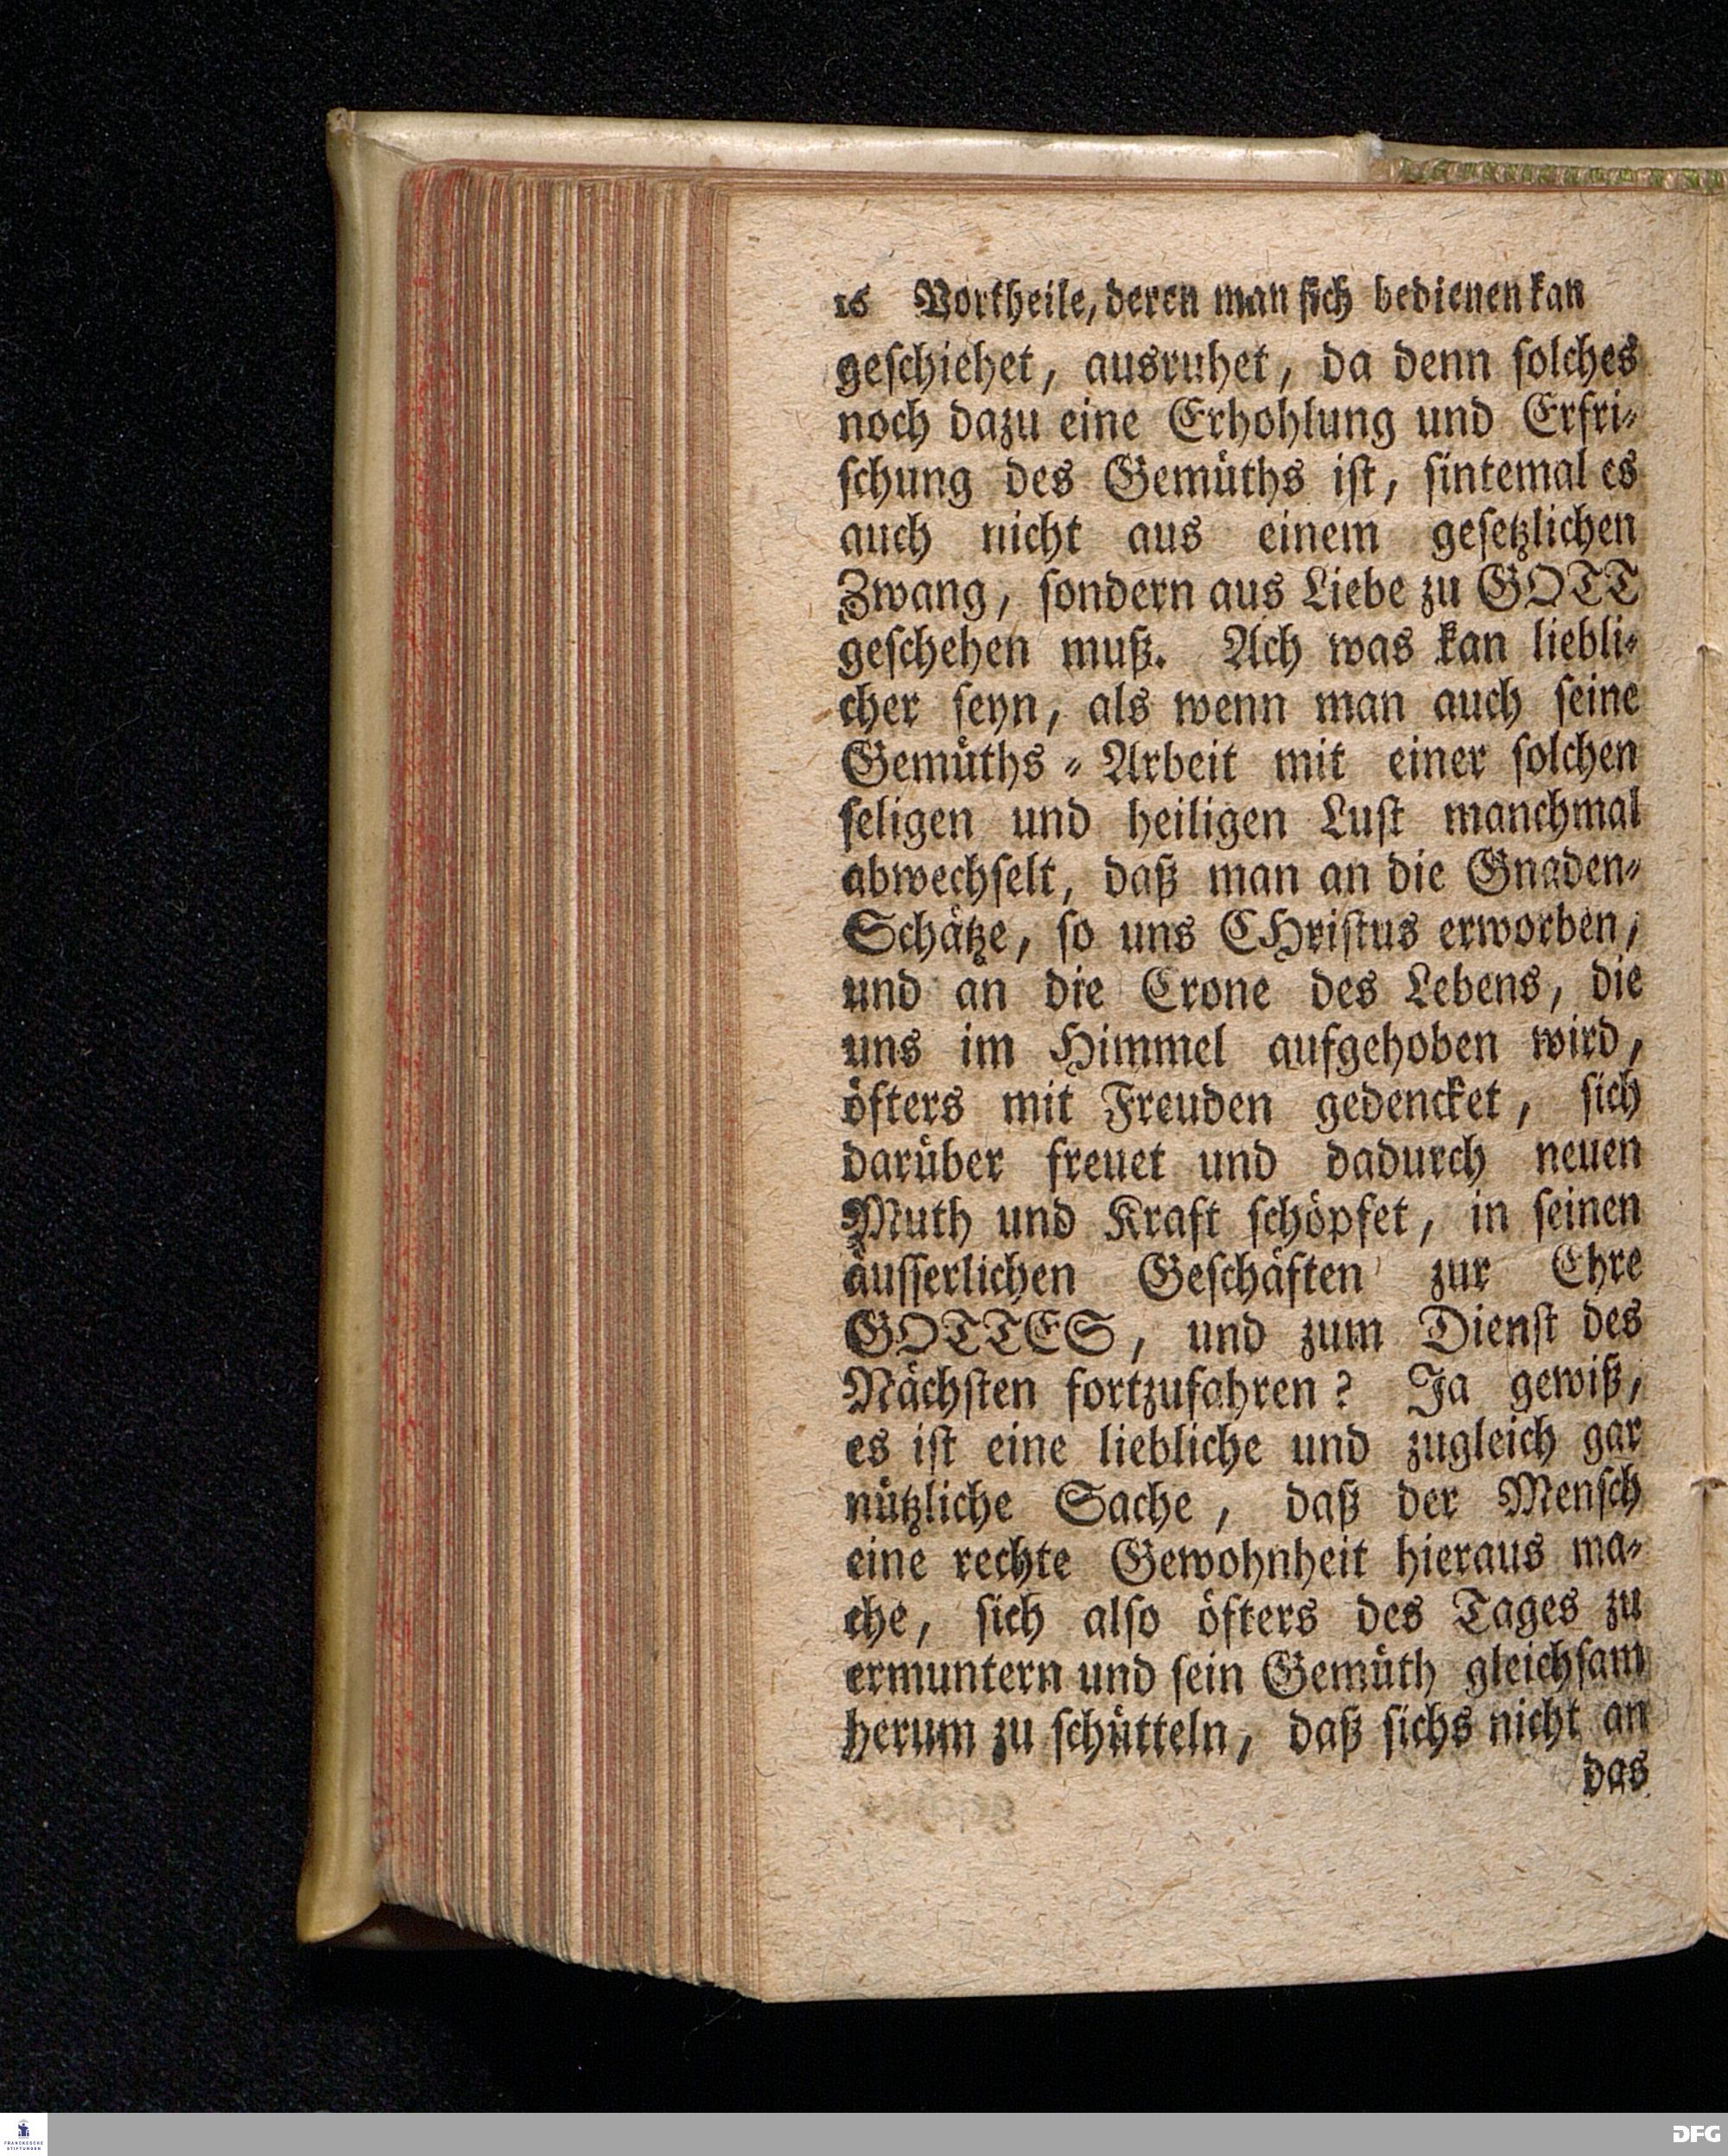 16 Vortheile, deren man sich bedienen kan
geschiehet, ausruhet, da denn solches
noch dazu eine Erhohlung und Erfri-
schung des Gemüths ist, sintemal es
auch nicht aus einem gesetzlichen
Zwang, sondern aus Liebe zu GOTT
geschehen muß. Ach was kan liebli-
cher seyn, als wenn man auch seine
Gemüths-Arbeit mit einer solchen
seligen und heiligen Lust manchmal
abwechselt, daß man an die Gnaden-
Schätze, so uns CHristus erworben,
und an die Crone des Lebens, die
uns im Himmel aufgehoben wird,
öfters mit Freuden gedencket, sich
darüber freuet und dadurch neuen
Muth und Kraft schöpfet, in seinen
äusserlichen Geschäften zur Ehre
GOTTES, und zum Dienst des
Nächsten fortzufahren? Ja gewiß,
es ist eine liebliche und zugleich gar
nützliche Sache, daß der Mensch
eine rechte Gewohnheit hieraus ma-
che, sich also öfters des Tages zu
ermuntern und sein Gemüth gleichsam
herum zu schütteln, daß sichs nicht an
das
FRANCKESCHE
STIFTUNGEN
DFG